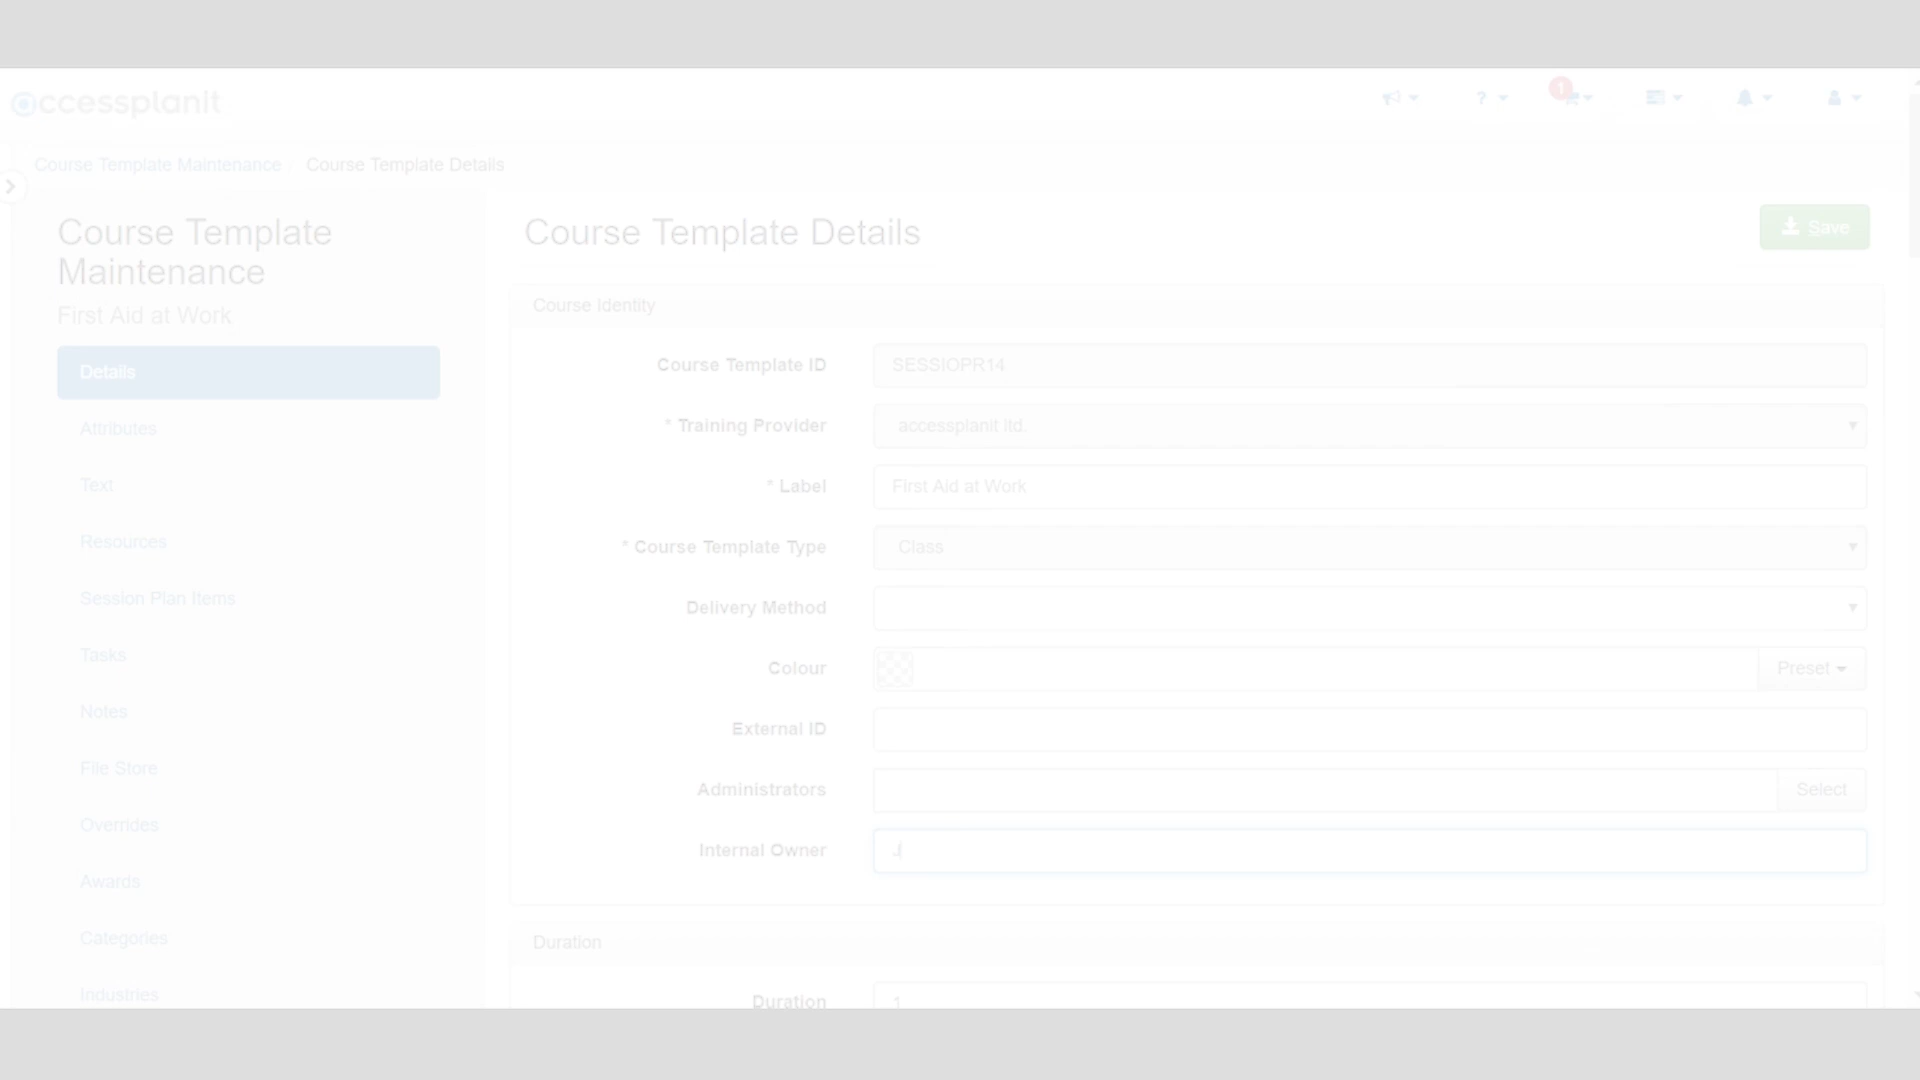 accessplanit
? 1
Course Template Maintenance / Course Template Details
Course Template
Maintenance
First Aid at Work
Details
Attributes
Text
Resources
Session Plan Items
Tasks
Notes
File Store
Overrides
Awards
Categories
Industries
Course Template Details
Save
Course Identity
Course Template ID SESSIOPR14
* Training Provider accessplanit ltd.
* Label First Aid at Work
* Course Template Type Class
Delivery Method
Colour Preset
External ID
Administrators Select
Internal Owner
Duration
Duration 1